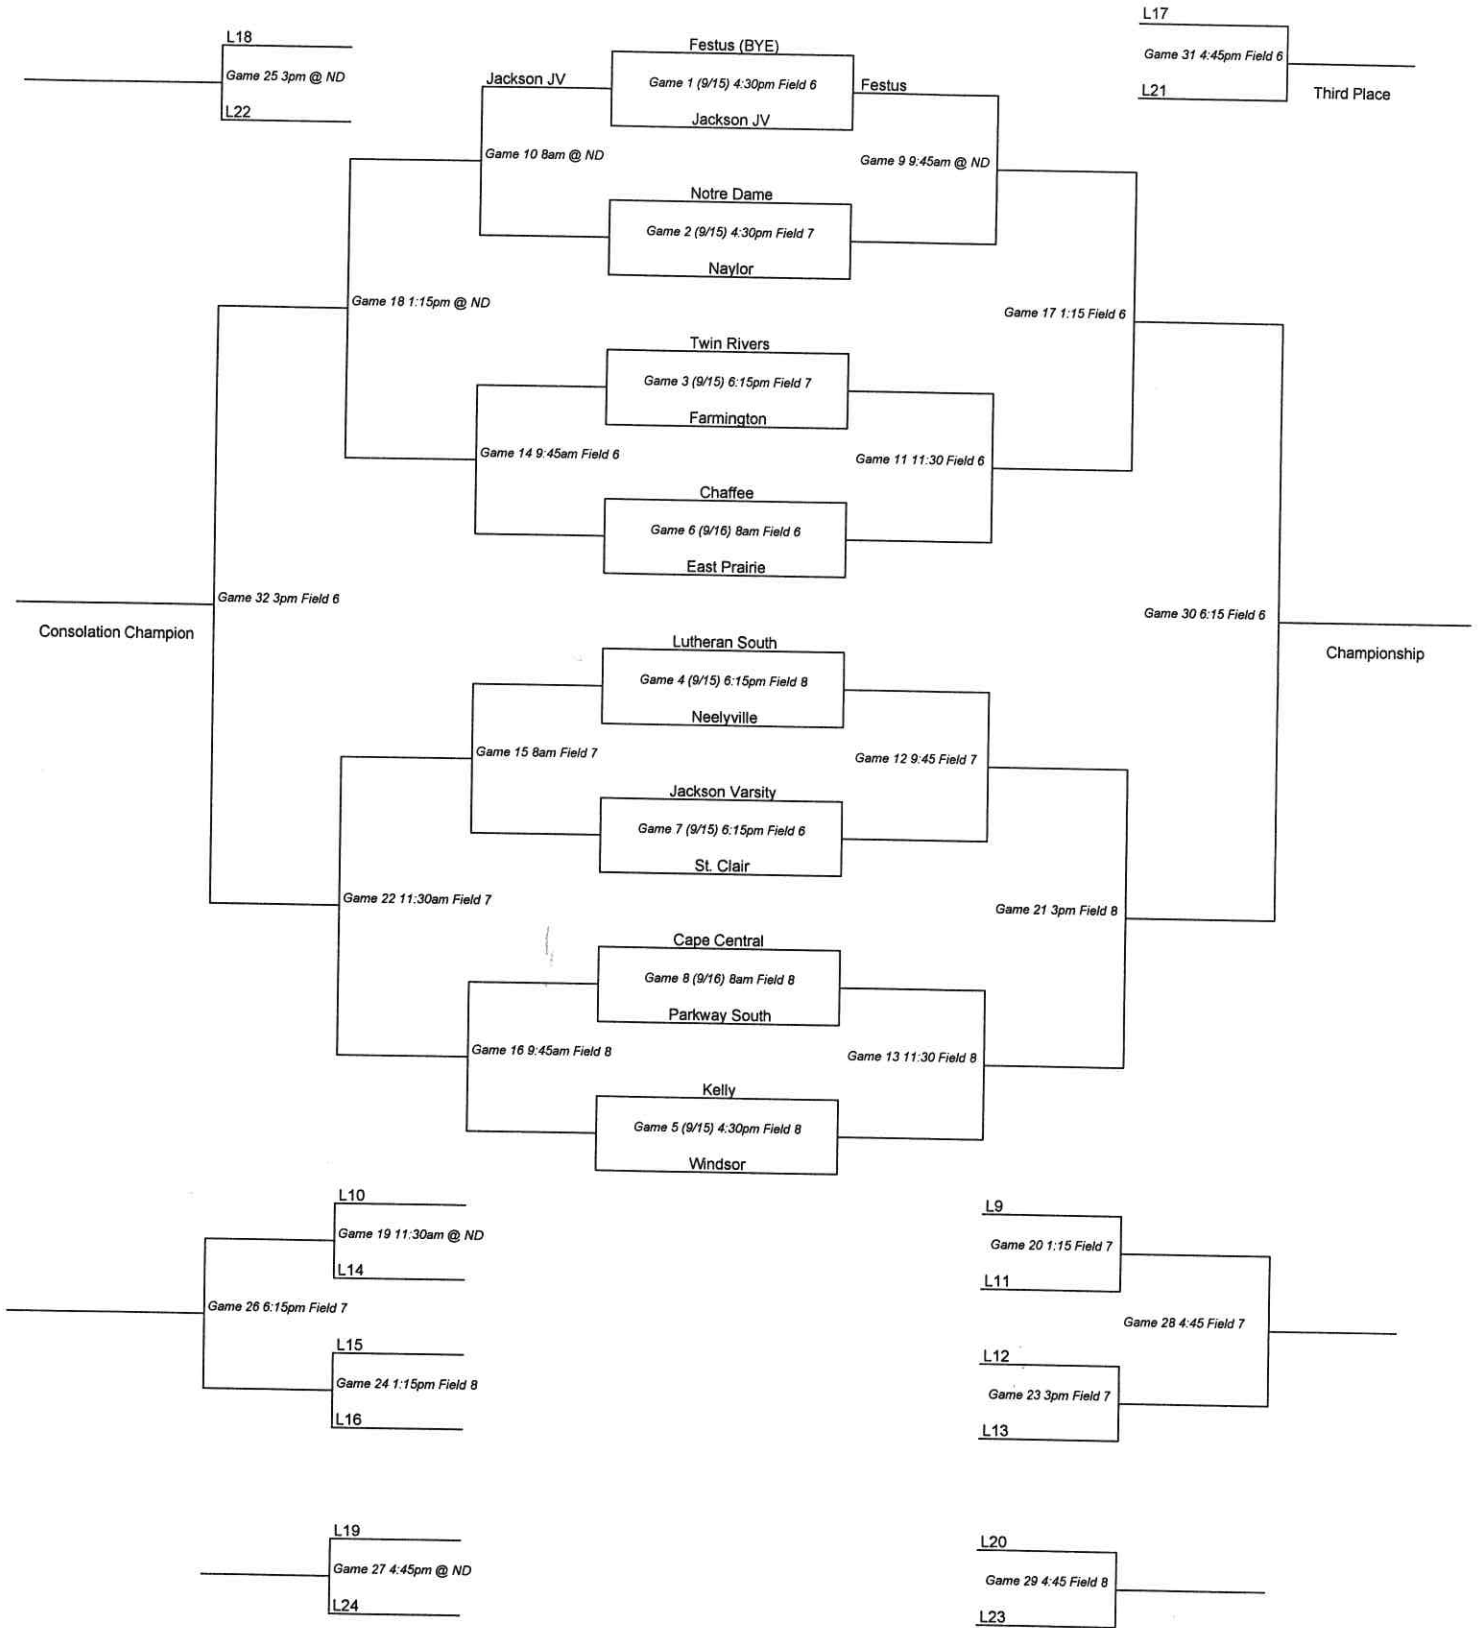 L18
Game 25 3pm @ ND
L22
L17
Game 31 4:45pm Field 6
L21
Third Place
Festus (BYE)
Jackson JV
Game 1 (9/15) 4:30pm Field 6
Festus
Jackson JV
Game 10 8am @ ND
Game 9 9:45am @ ND
Notre Dame
Game 2 (9/15) 4:30pm Field 7
Naylor
Game 18 1:15pm @ ND
Game 17 1:15 Field 6
Twin Rivers
Game 3 (9/15) 6:15pm Field 7
Farmington
Game 14 9:45am Field 6
Game 11 11:30 Field 6
Chaffee
Game 6 (9/16) 8am Field 6
East Prairie
Game 32 3pm Field 6
Consolation Champion
Game 30 6:15 Field 6
Championship
Lutheran South
Game 4 (9/15) 6:15pm Field 8
Neelyville
Game 15 8am Field 7
Game 12 9:45 Field 7
Jackson Varsity
Game 7 (9/15) 6:15pm Field 6
St. Clair
Game 22 11:30am Field 7
Game 21 3pm Field 8
Cape Central
Game 8 (9/16) 8am Field 8
Parkway South
Game 16 9:45am Field 8
Game 13 11:30 Field 8
Kelly
Game 5 (9/15) 4:30pm Field 8
Windsor
L10
Game 19 11:30am @ ND
L14
Game 26 6:15pm Field 7
L15
Game 24 1:15pm Field 8
L16
L9
Game 20 1:15 Field 7
L11
Game 28 4:45 Field 7
L12
Game 23 3pm Field 7
L13
L19
Game 27 4:45pm @ ND
L24
L20
Game 29 4:45 Field 8
L23